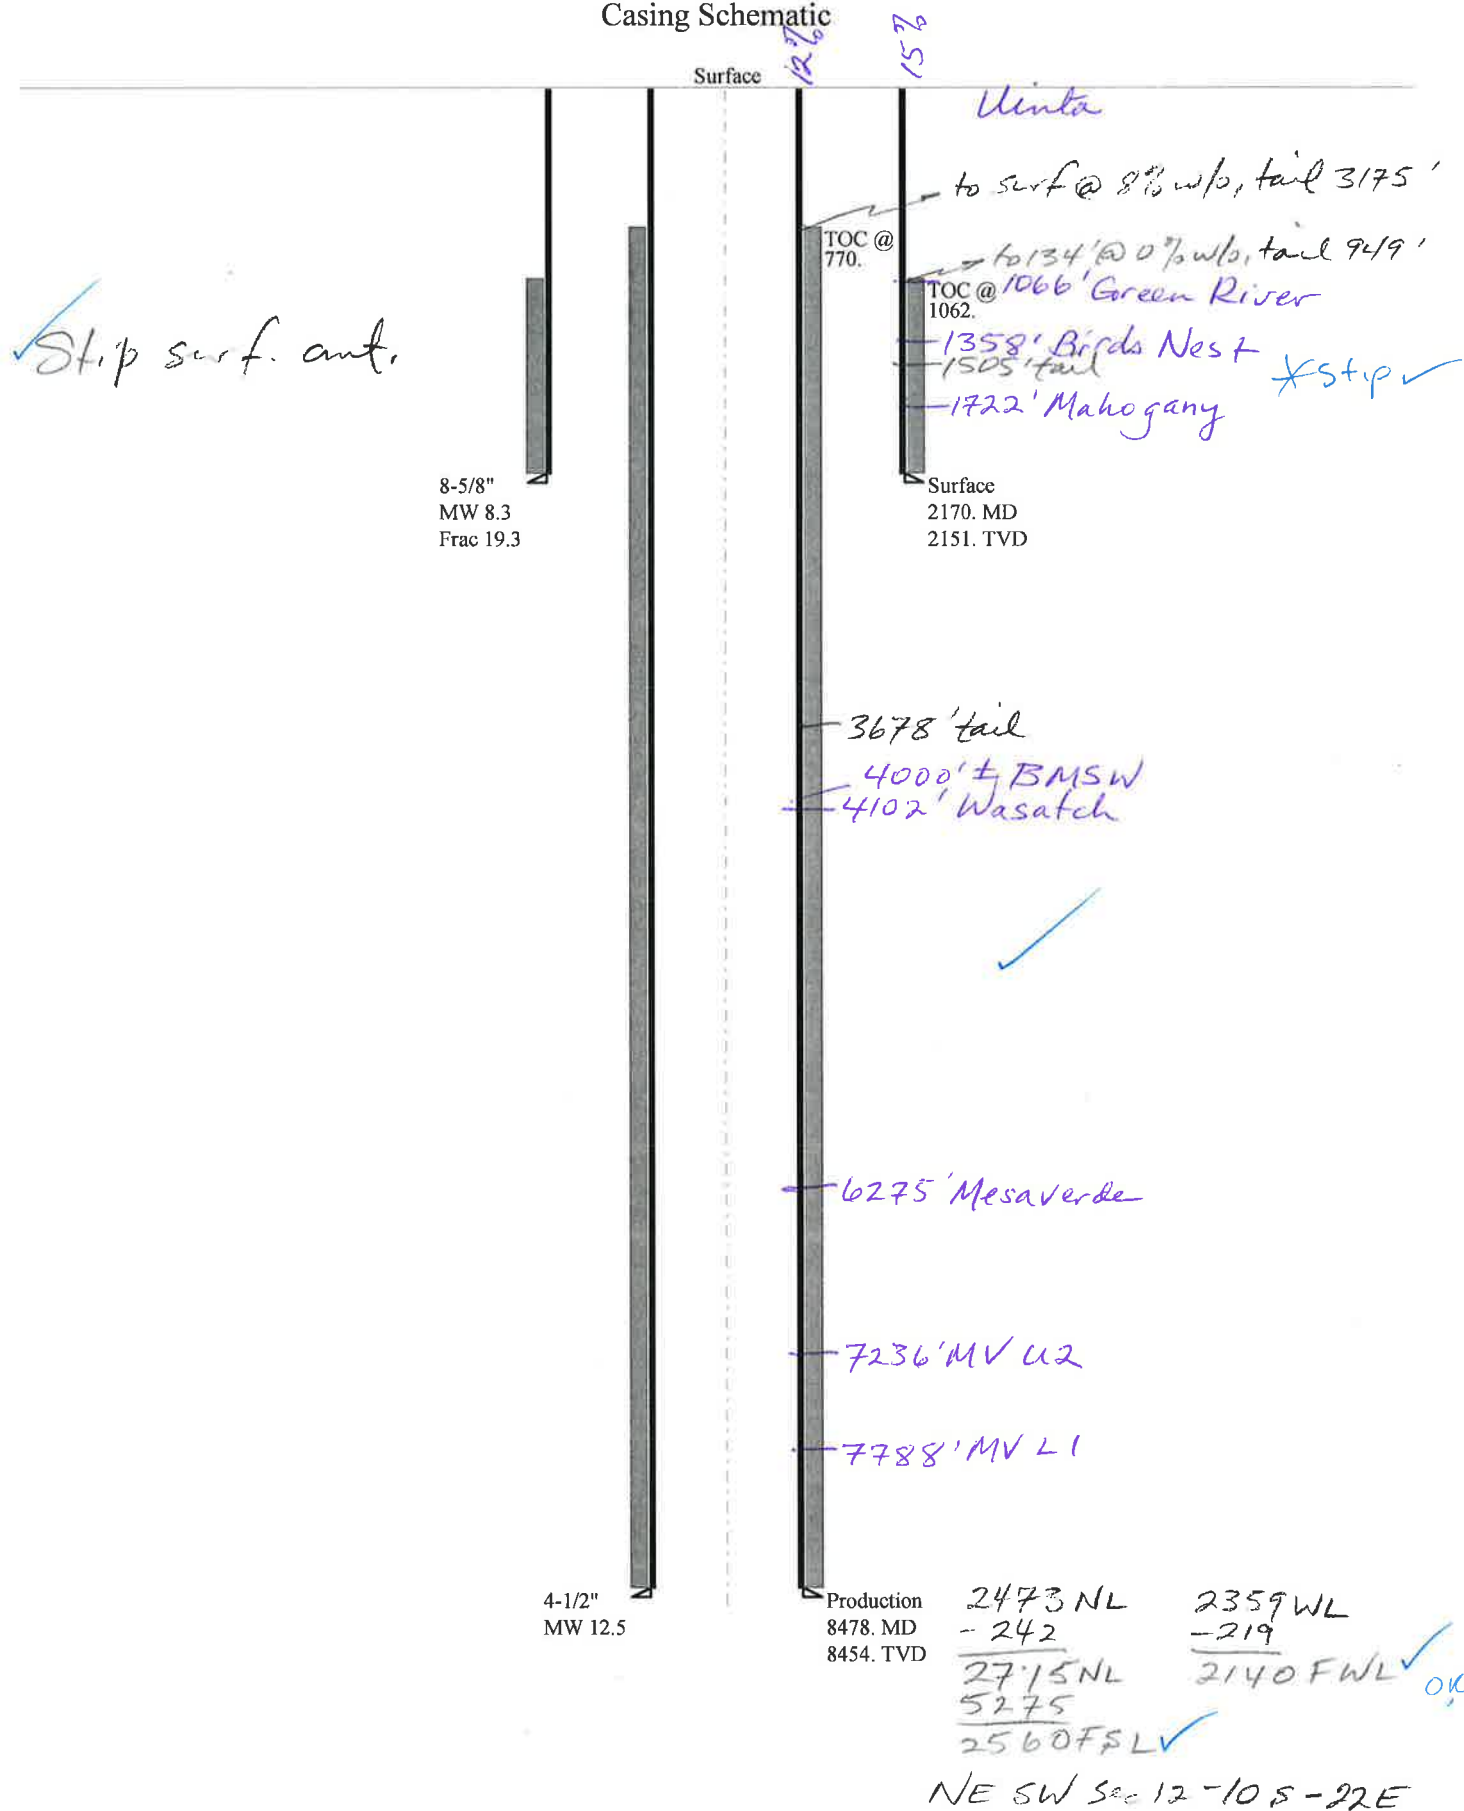 Casing Schematic
12%
15%
Surface
Uinta
to surf @ 8% w/o, tail 3175'
TOC @
770.
to 134' @ 0% w/o, tail 949'
TOC @
1062.
1066' Green River
1358' Birds Nest
1505' tail
*Stip
1722' Mahogany
Stip surf. cmt.
8-5/8"
MW 8.3
Frac 19.3
Surface
2170. MD
2151. TVD
3678' tail
4000' ± BMSW
4102' Wasatch
6275' Mesaverde
7236' MV U2
7788' MV L1
4-1/2"
MW 12.5
Production
8478. MD
8454. TVD
2473 NL
- 242
2715 NL
5275
2560 FSL
2359 WL
-219
2140 FWL
OK
NE SW Sec 12-10S-22E